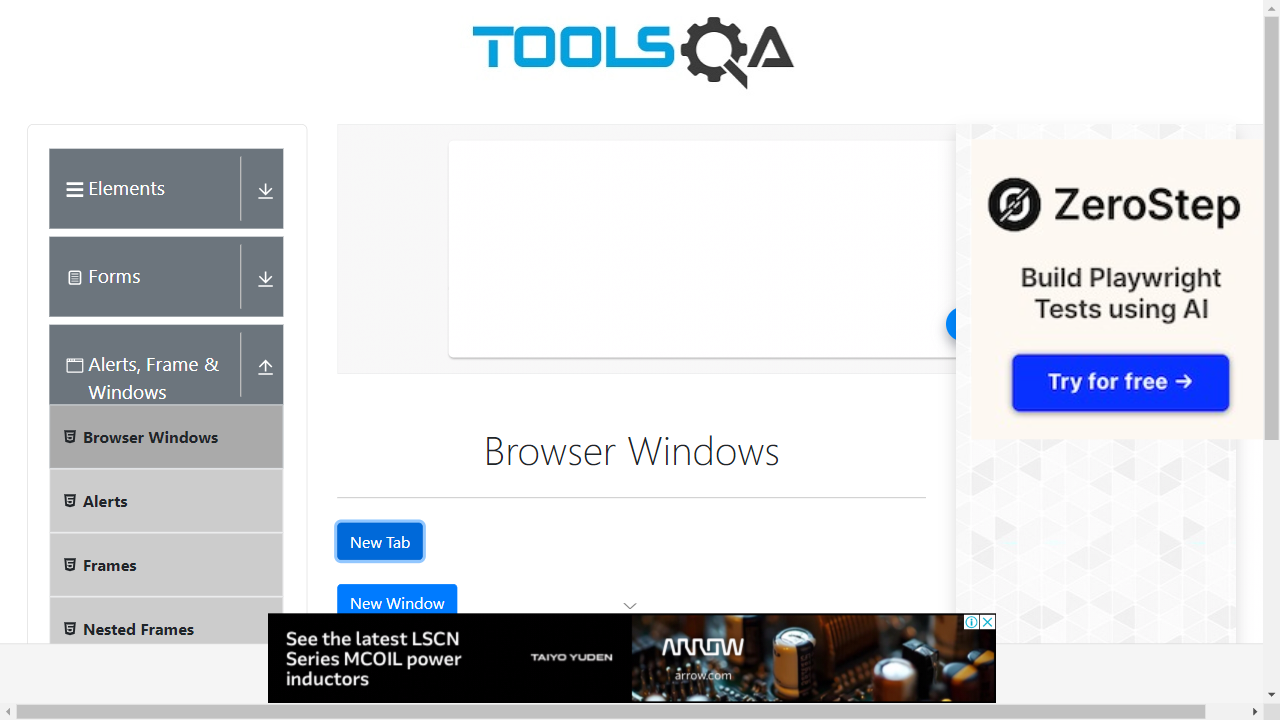 TOOLSQA
Elements
Forms
Alerts, Frame &
Windows
Browser Windows
Alerts
Frames
Nested Frames
ZeroStep
Build Playwright
Tests using AI
Try for free →
Browser Windows
New Tab
New Window
See the latest LSCN
Series MCOIL power
inductors
TAIYO YUDEN
ARROW
arrow.com